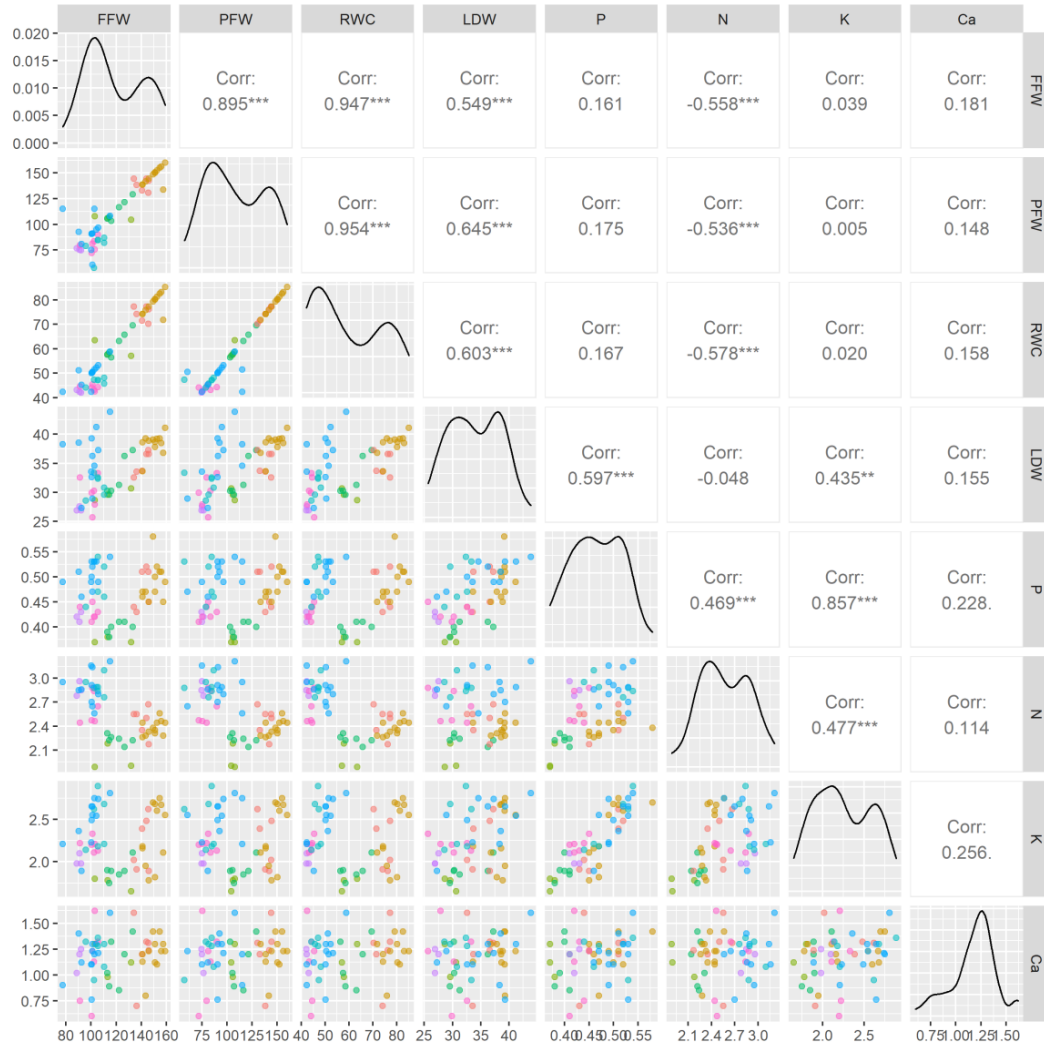 FFW PFW RWC LDW P N K Ca
0.020
0.015
0.010
0.005
0.000
Corr:
0.895***
Corr:
0.947***
Corr:
0.549***
Corr:
0.161
Corr:
-0.558***
Corr:
0.039
Corr:
0.181
FFW
150
125
100
75
Corr:
0.954***
Corr:
0.645***
Corr:
0.175
Corr:
-0.536***
Corr:
0.005
Corr:
0.148
PFW
80
70
60
50
40
Corr:
0.603***
Corr:
0.167
Corr:
-0.578***
Corr:
0.020
Corr:
0.158
RWC
40
35
30
25
Corr:
0.597***
Corr:
-0.048
Corr:
0.435**
Corr:
0.155
LDW
0.55
0.50
0.45
0.40
Corr:
0.469***
Corr:
0.857***
Corr:
0.228.
P
3.0
2.7
2.4
2.1
Corr:
0.477***
Corr:
0.114
N
2.5
2.0
Corr:
0.256.
K
1.50
1.25
1.00
0.75
Ca
80 100 120 140 160 75 100 125 150 40 50 60 70 80 25 30 35 40 0.40 0.45 0.50 0.55 2.1 2.4 2.7 3.0 2.0 2.5 0.75 1.00 1.25 1.50